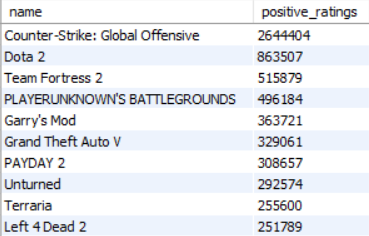 name positive_ratings
Counter-Strike: Global Offensive 2644404
Dota 2 863507
Team Fortress 2 515879
PLAYERUNKNOWN'S BATTLEGROUNDS 496184
Garry's Mod 363721
Grand Theft Auto V 329061
PAYDAY 2 308657
Unturned 292574
Terraria 255600
Left 4 Dead 2 251789